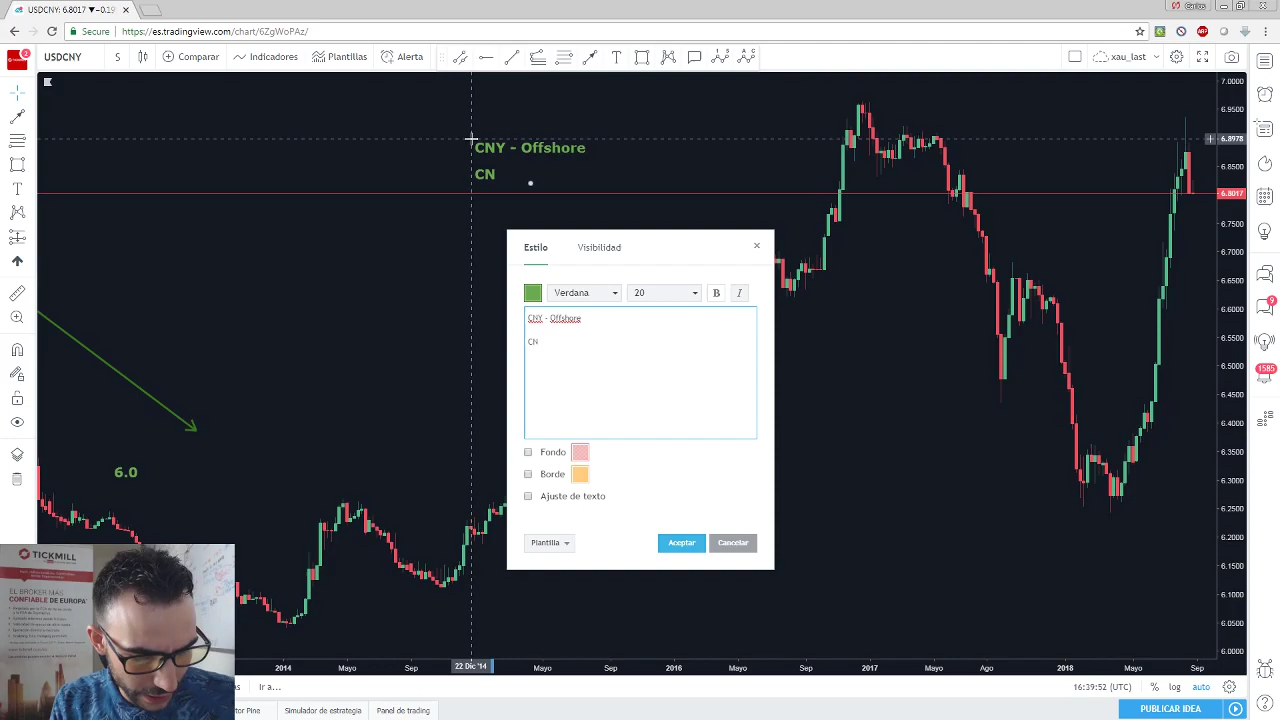 USDCNY: 6.8017 ▼−0.19
Carlos
Secure
https://es.tradingview.com/chart/6ZgWoPAz/
USDCNY
S
Comparar
Indicadores
Plantillas
Alerta
xau_last
CNY - Offshore
CN
6.0
Estilo
Visibilidad
Verdana
20
B
I
CNY - Offshore
CN
Fondo
Borde
Ajuste de texto
Plantilla
Aceptar
Cancelar
7.0000
6.9500
6.8978
6.8500
6.8017
6.7500
6.7000
6.6500
6.6000
6.5500
6.5000
6.4500
6.4000
6.3500
6.3000
6.2500
6.2000
6.1500
6.1000
6.0500
6.0000
2
9
1585
TICKMILL
EL BROKER MÁS
CONFIABLE DE EUROPA
2014
Mayo
Sep
22 Dic '14
Mayo
Sep
2016
Mayo
Sep
2017
Mayo
Ago
2018
Mayo
Sep
Ir a...
16:39:52 (UTC)
%
log
auto
tor Pine
Simulador de estrategia
Panel de trading
PUBLICAR IDEA